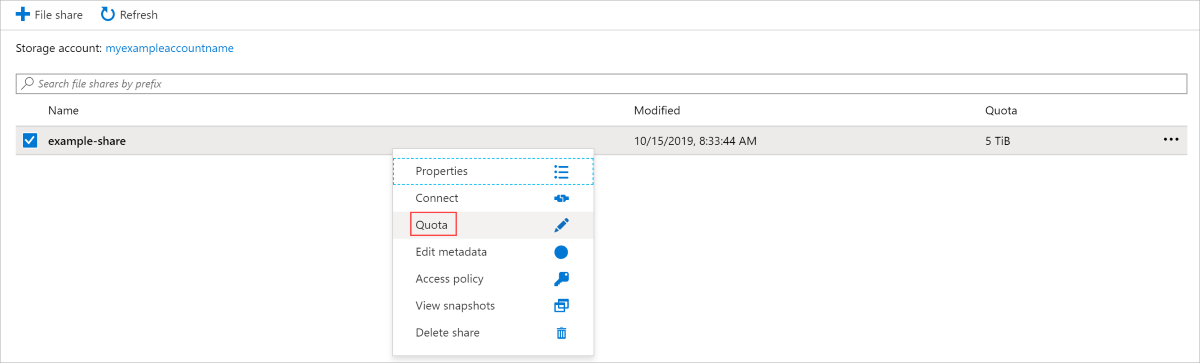 File share Refresh
Storage account: myexampleaccountname
Search file shares by prefix
Name Modified Quota
example-share 10/15/2019, 8:33:44 AM 5 TiB
Properties
Connect
Quota
Edit metadata
Access policy
View snapshots
Delete share